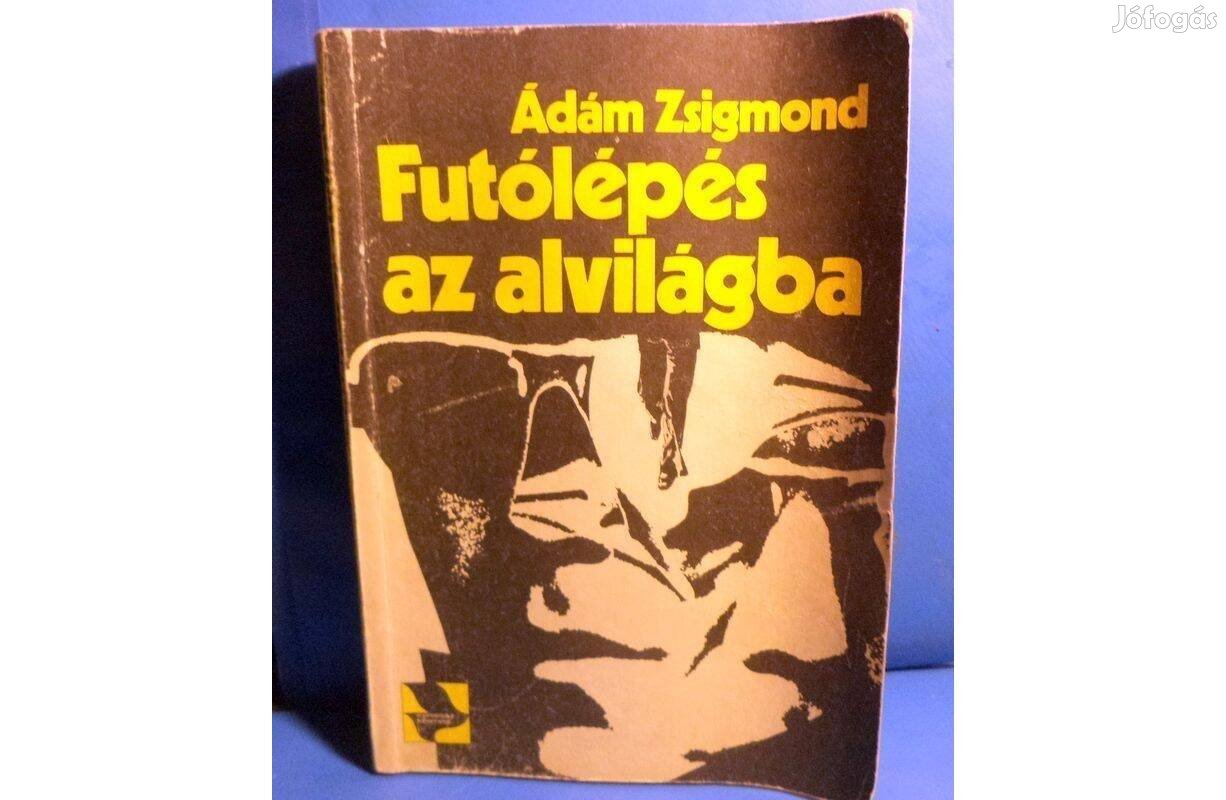 Jófogás
Ádám Zsigmond
Futólépés
az alvilágba